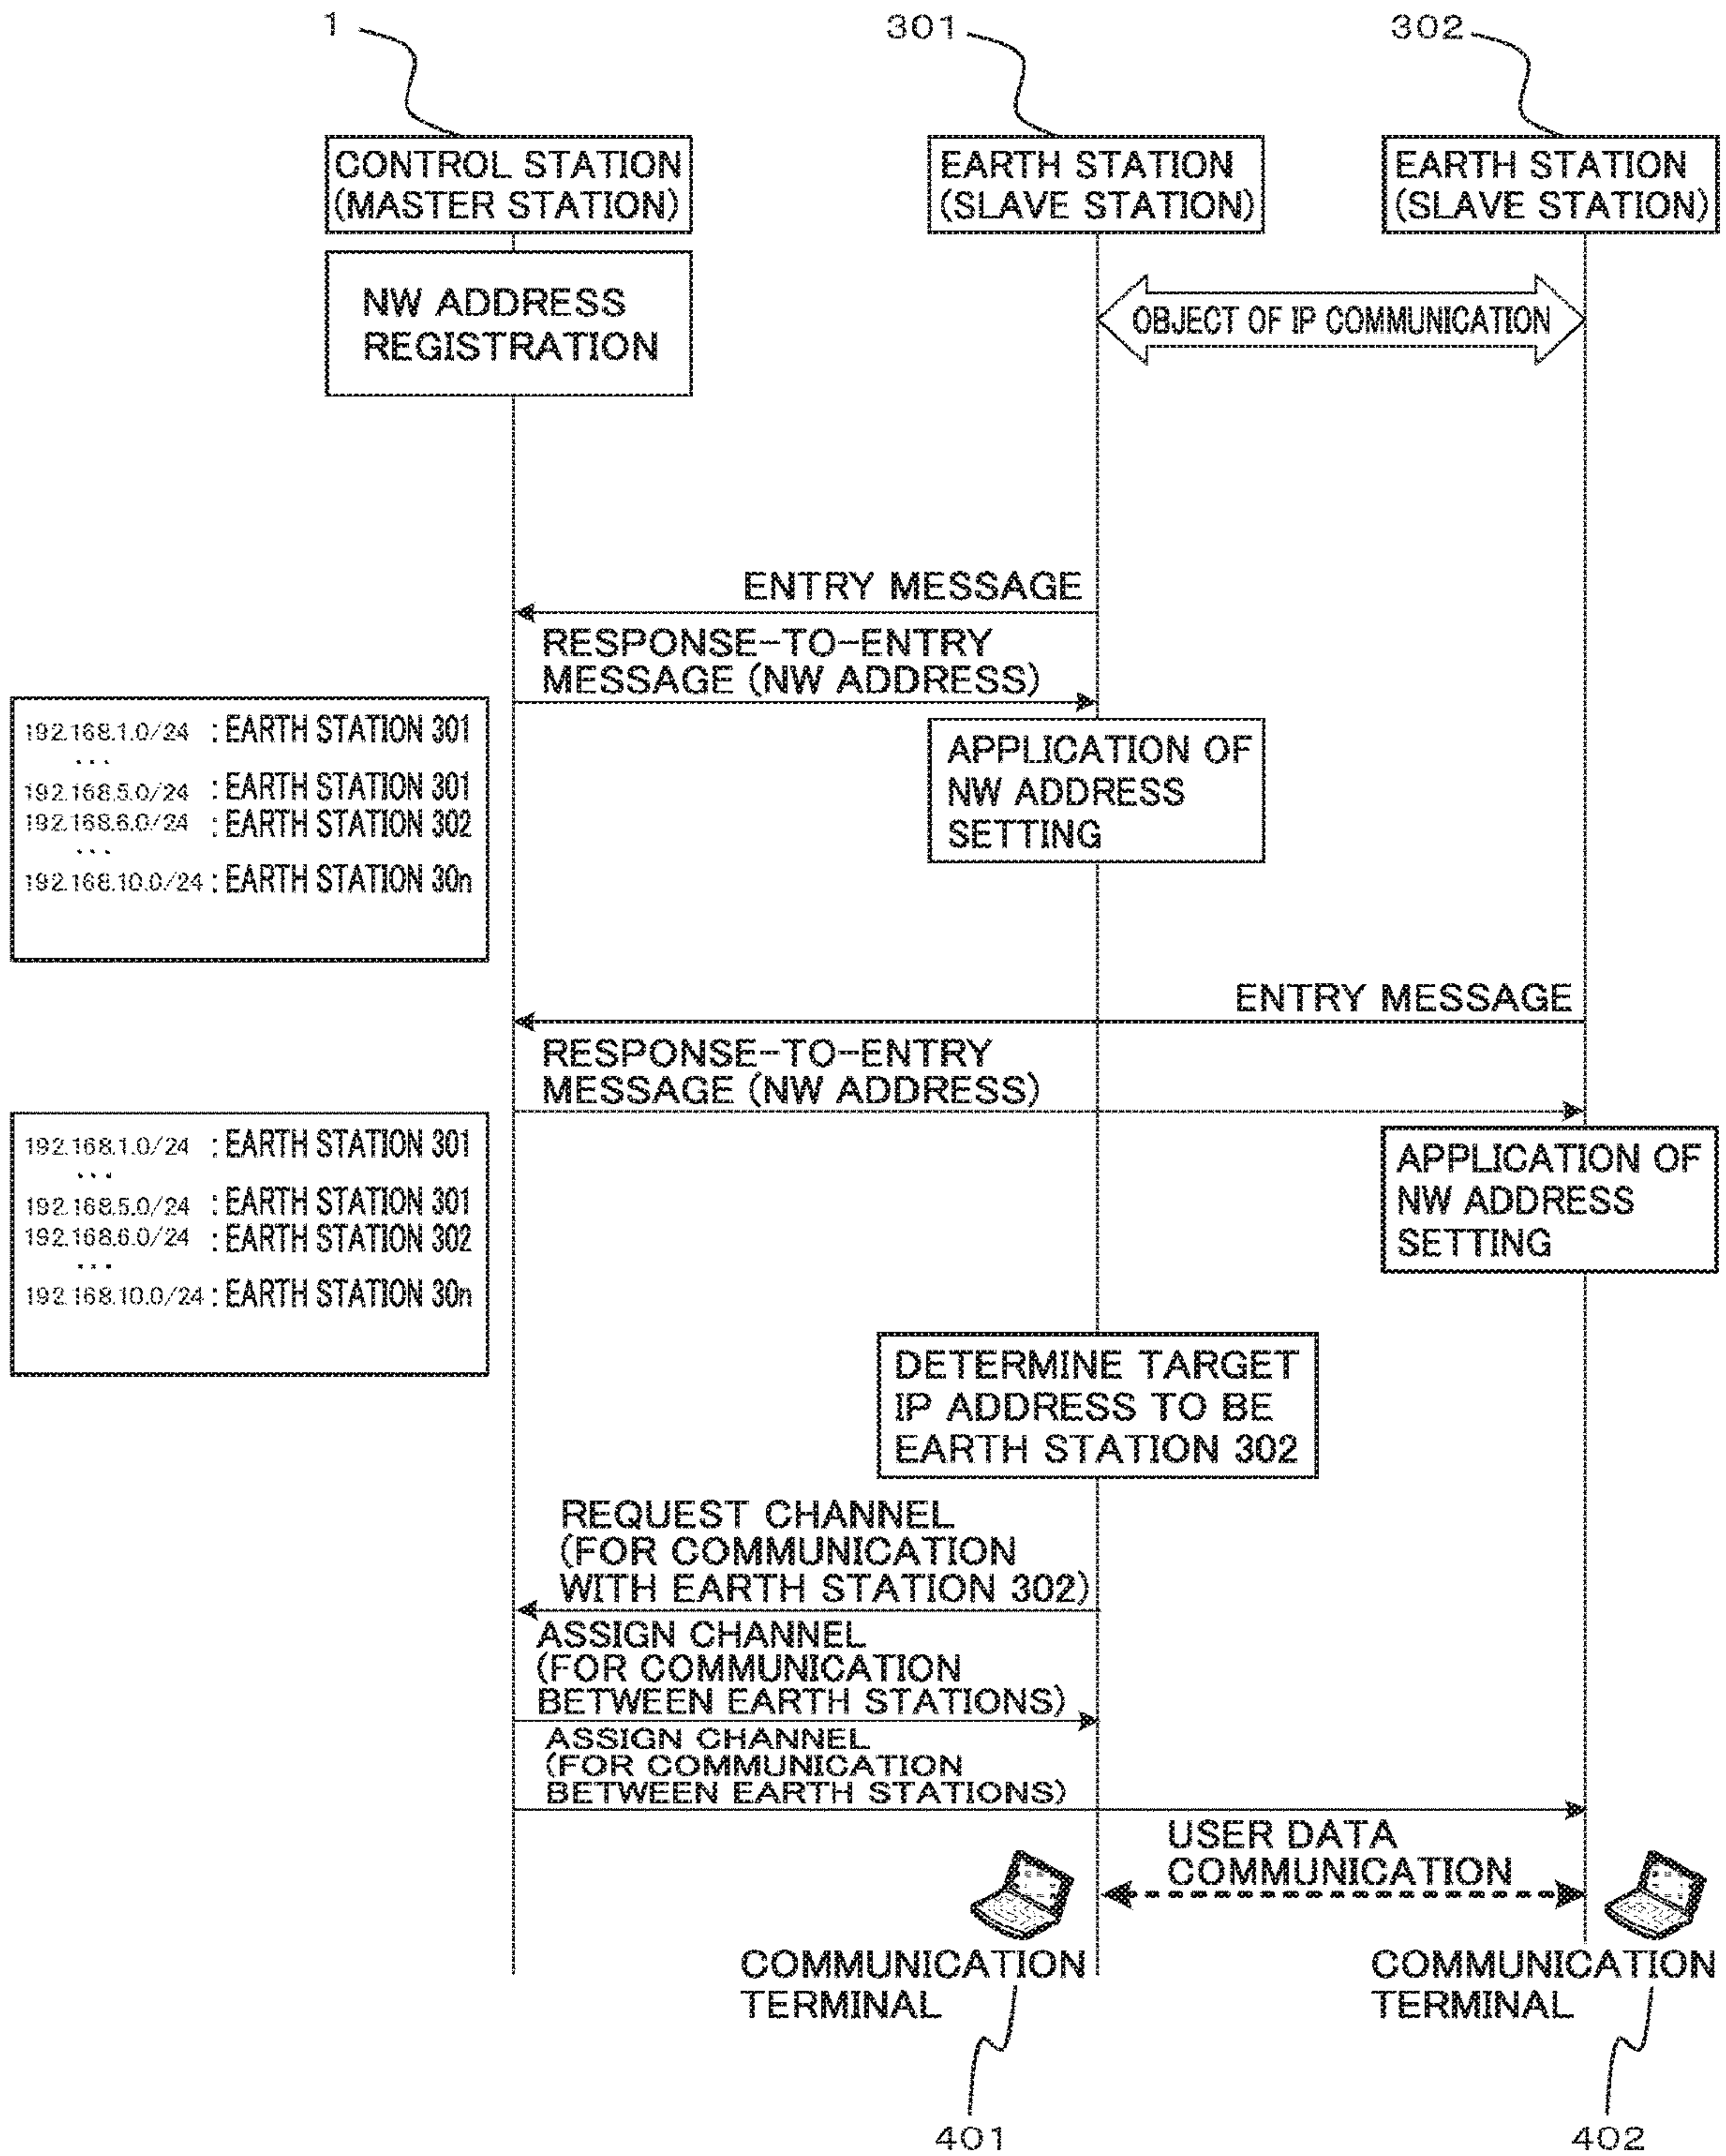 1
301
302
CONTROL STATION
(MASTER STATION)
EARTH STATION
(SLAVE STATION)
EARTH STATION
(SLAVE STATION)
NW ADDRESS
REGISTRATION
OBJECT OF IP COMMUNICATION
ENTRY MESSAGE
RESPONSE-TO-ENTRY
MESSAGE (NW ADDRESS)
192.168.1.0/24 : EARTH STATION 301
...
192.168.5.0/24 : EARTH STATION 301
192.168.6.0/24 : EARTH STATION 302
...
192.168.10.0/24 : EARTH STATION 30n
APPLICATION OF
NW ADDRESS
SETTING
ENTRY MESSAGE
RESPONSE-TO-ENTRY
MESSAGE (NW ADDRESS)
192.168.1.0/24 : EARTH STATION 301
...
192.168.5.0/24 : EARTH STATION 301
192.168.6.0/24 : EARTH STATION 302
...
192.168.10.0/24 : EARTH STATION 30n
APPLICATION OF
NW ADDRESS
SETTING
DETERMINE TARGET
IP ADDRESS TO BE
EARTH STATION 302
REQUEST CHANNEL
(FOR COMMUNICATION
WITH EARTH STATION 302)
ASSIGN CHANNEL
(FOR COMMUNICATION
BETWEEN EARTH STATIONS)
ASSIGN CHANNEL
(FOR COMMUNICATION
BETWEEN EARTH STATIONS)
USER DATA
COMMUNICATION
COMMUNICATION
TERMINAL
COMMUNICATION
TERMINAL
401
402